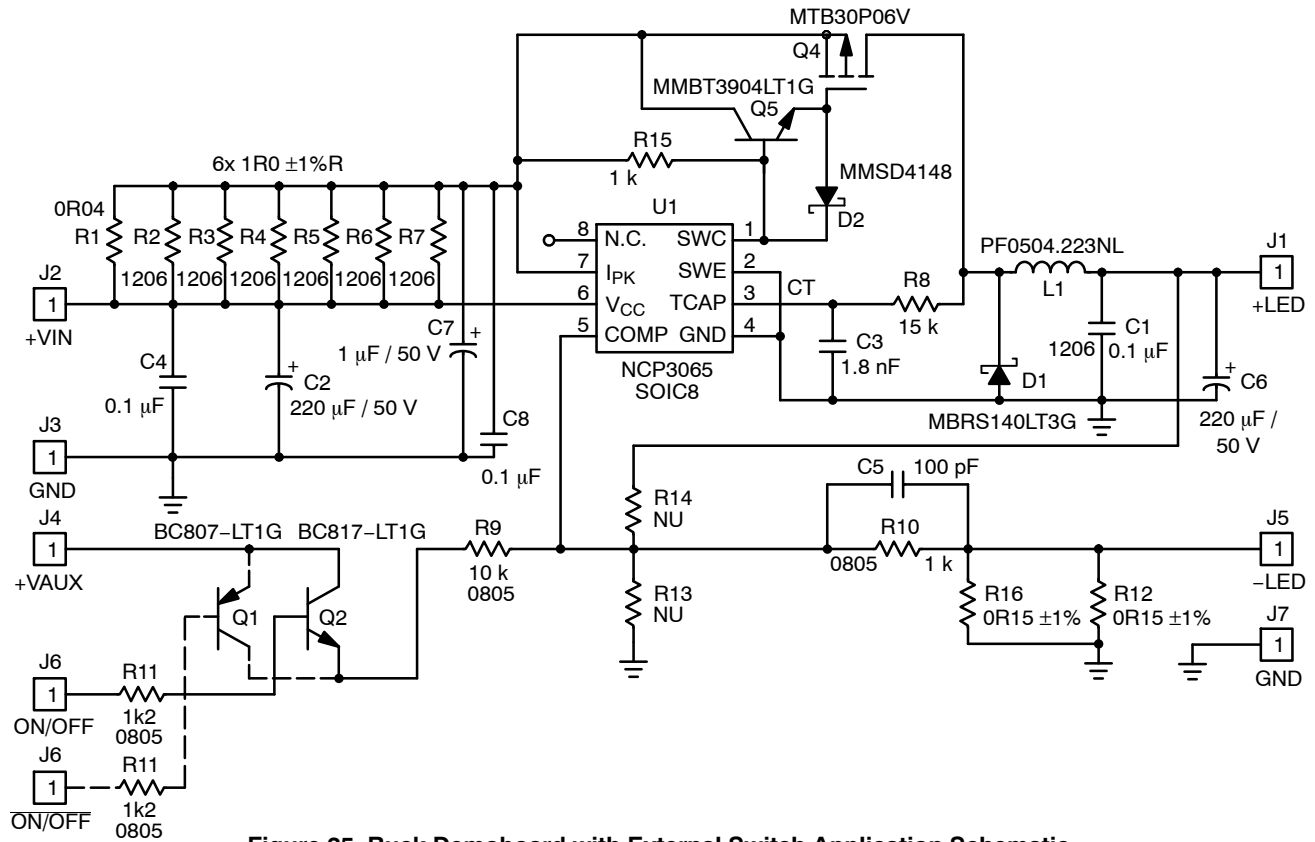 MTB30P06V
Q4
MMBT3904LT1G
Q5
R15
1 k
6x 1R0 ±1%R
MMSD4148
D2
0R04
R1
R2
R3
R4
R5
R6
R7
1206
1206
1206
1206
1206
1206
U1
8
N.C.
SWC
1
7
IPK
SWE
2
6
VCC
TCAP
3
5
COMP
GND
4
NCP3065
SOIC8
CT
R8
15 k
PF0504.223NL
L1
J1
1
+LED
J2
1
+VIN
C7
+
1 μF / 50 V
C3
1.8 nF
C1
1206
0.1 μF
D1
MBRS140LT3G
+
C6
220 μF /
50 V
C4
0.1 μF
+
C2
220 μF / 50 V
C8
0.1 μF
J3
1
GND
C5
100 pF
R14
NU
J4
1
+VAUX
BC807−LT1G
BC817−LT1G
R9
10 k
0805
R10
0805
1 k
J5
1
−LED
Q1
Q2
R13
NU
R16
0R15 ±1%
R12
0R15 ±1%
J7
1
GND
J6
1
ON/OFF
R11
1k2
0805
J6
1
ON/OFF
R11
1k2
0805
Figure 25. Buck Demoboard with External Switch Application Schematic